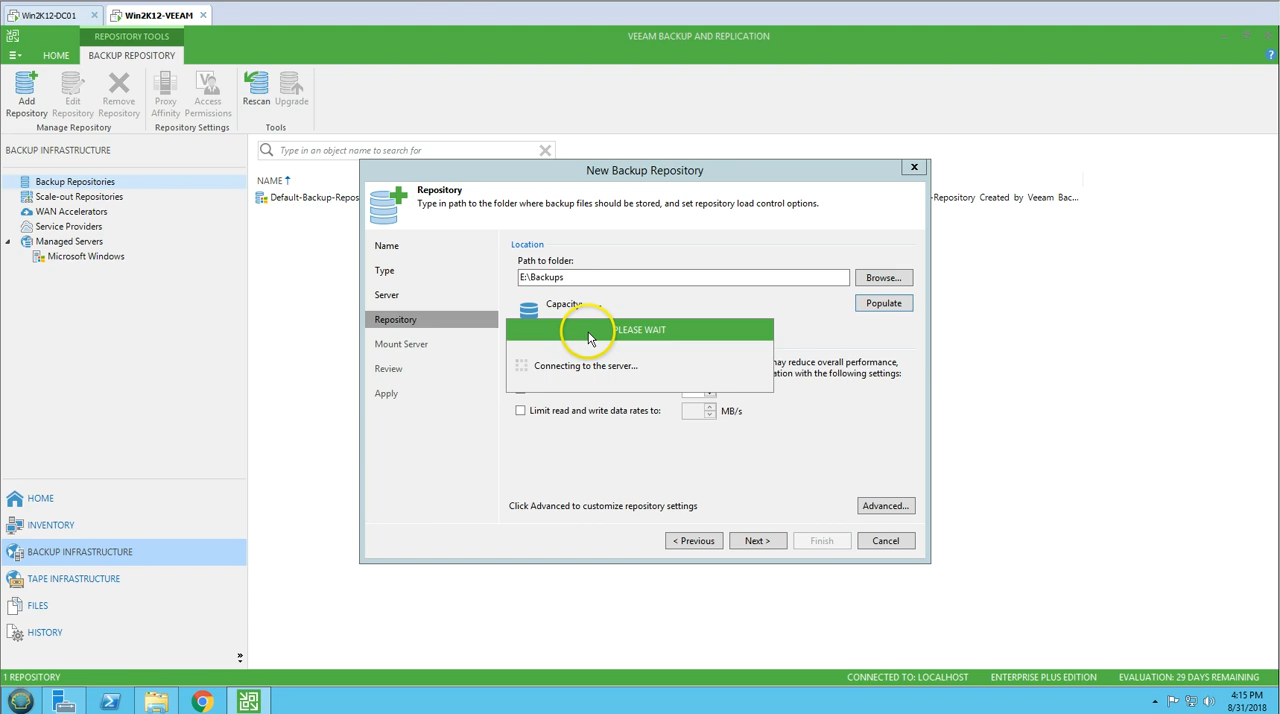 Win2K12-DC01
Win2K12-VEEAM
REPOSITORY TOOLS
VEEAM BACKUP AND REPLICATION
HOME
BACKUP REPOSITORY
Add Repository
Edit Repository
Remove Repository
Proxy Affinity
Access Permissions
Rescan
Upgrade
Manage Repository
Repository Settings
Tools
BACKUP INFRASTRUCTURE
Type in an object name to search for
Backup Repositories
Scale-out Repositories
WAN Accelerators
Service Providers
Managed Servers
Microsoft Windows
NAME
Default-Backup-Repos
-Repository Created by Veeam Bac...
New Backup Repository
Repository
Type in path to the folder where backup files should be stored, and set repository load control options.
Name
Type
Server
Repository
Mount Server
Review
Apply
Location
Path to folder:
E:\Backups
Browse...
Capacity:
Populate
PLEASE WAIT
Connecting to the server...
may reduce overall performance,
ation with the following settings:
Limit read and write data rates to:
MB/s
Click Advanced to customize repository settings
Advanced...
< Previous
Next >
Finish
Cancel
HOME
INVENTORY
BACKUP INFRASTRUCTURE
TAPE INFRASTRUCTURE
FILES
HISTORY
1 REPOSITORY
CONNECTED TO: LOCALHOST
ENTERPRISE PLUS EDITION
EVALUATION: 29 DAYS REMAINING
4:15 PM
8/31/2018